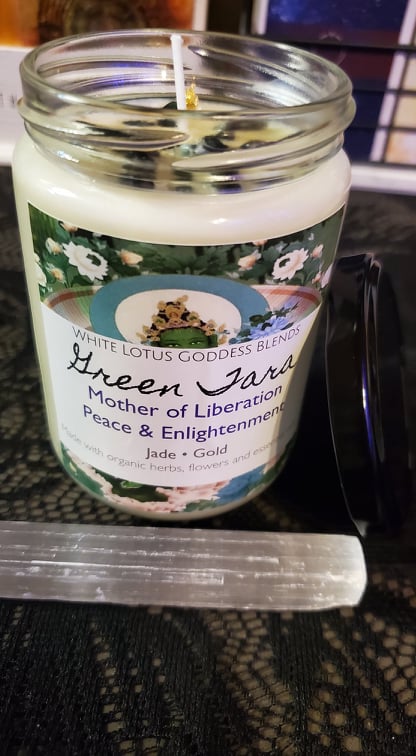 WHITE LOTUS GODDESS BLENDS
Green Tara
Mother of Liberation
Peace & Enlightenment
Jade • Gold
Made with organic herbs, flowers and